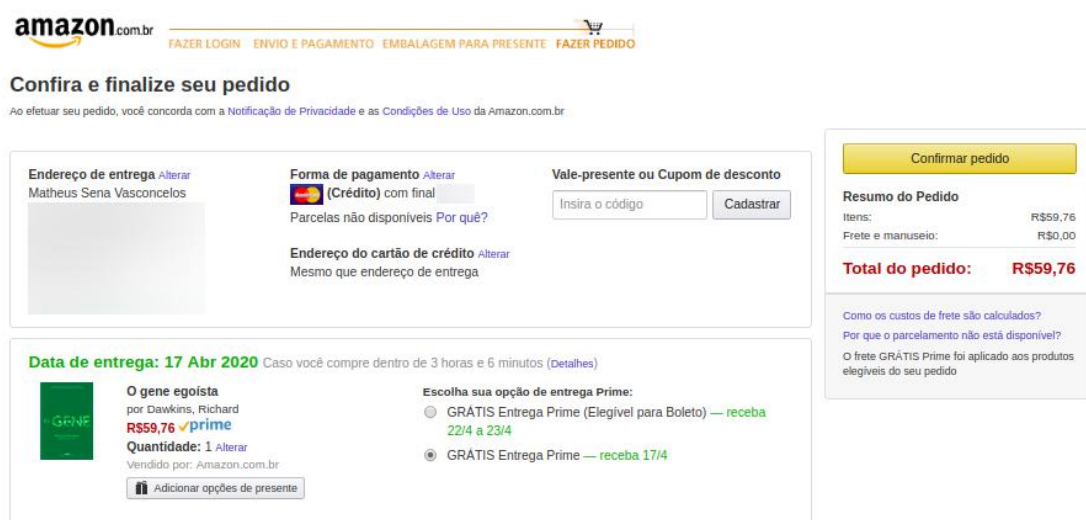 amazon.com.br
FAZER LOGIN ENVIO E PAGAMENTO EMBALAGEM PARA PRESENTE FAZER PEDIDO
Confira e finalize seu pedido
Ao efetuar seu pedido, você concorda com a Notificação de Privacidade e as Condições de Uso da Amazon.com.br
Endereço de entrega Alterar
Matheus Sena Vasconcelos
Forma de pagamento Alterar
(Crédito) com final
Parcelas não disponíveis Por quê?
Endereço do cartão de crédito Alterar
Mesmo que endereço de entrega
Vale-presente ou Cupom de desconto
Insira o código Cadastrar
Confirmar pedido
Resumo do Pedido
Itens: R$59,76
Frete e manuseio: R$0,00
Total do pedido: R$59,76
Como os custos de frete são calculados?
Por que o parcelamento não está disponível?
O frete GRÁTIS Prime foi aplicado aos produtos
elegíveis do seu pedido
Data de entrega: 17 Abr 2020 Caso você compre dentro de 3 horas e 6 minutos (Detalhes)
GENE
O gene egoísta
por Dawkins, Richard
R$59,76 prime
Quantidade: 1 Alterar
Vendido por: Amazon.com.br
Adicionar opções de presente
Escolha sua opção de entrega Prime:
GRÁTIS Entrega Prime (Elegível para Boleto) — receba
22/4 a 23/4
GRÁTIS Entrega Prime — receba 17/4